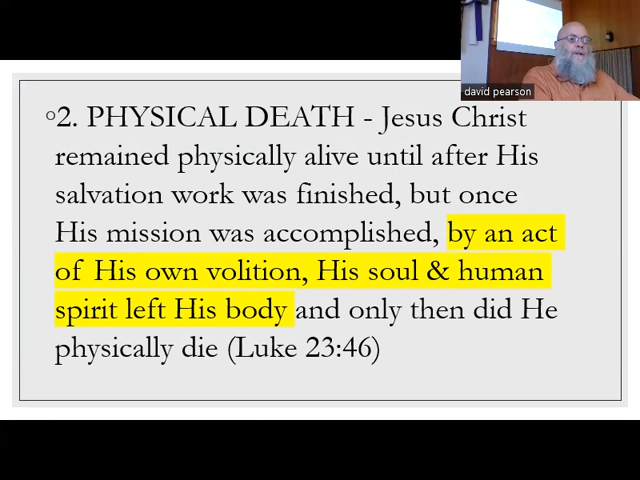 david pearson
◦2. PHYSICAL DEATH - Jesus Christ
remained physically alive until after His
salvation work was finished, but once
His mission was accomplished, by an act
of His own volition, His soul & human
spirit left His body and only then did He
physically die (Luke 23:46)